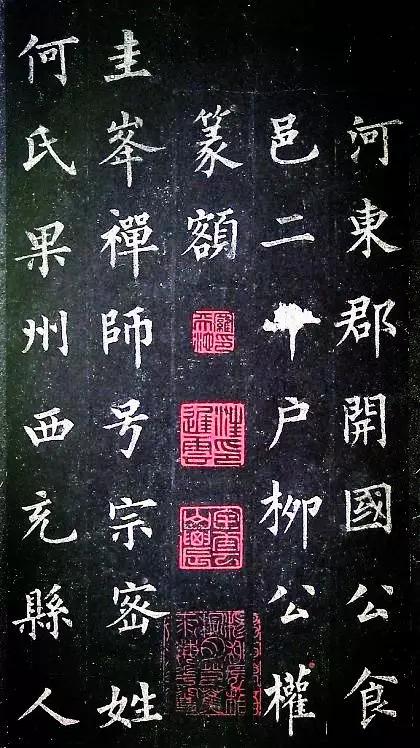 河東郡開國公食
邑二千户柳公權
篆額
圭峯禪師号宗密姓
何氏果州西充縣人